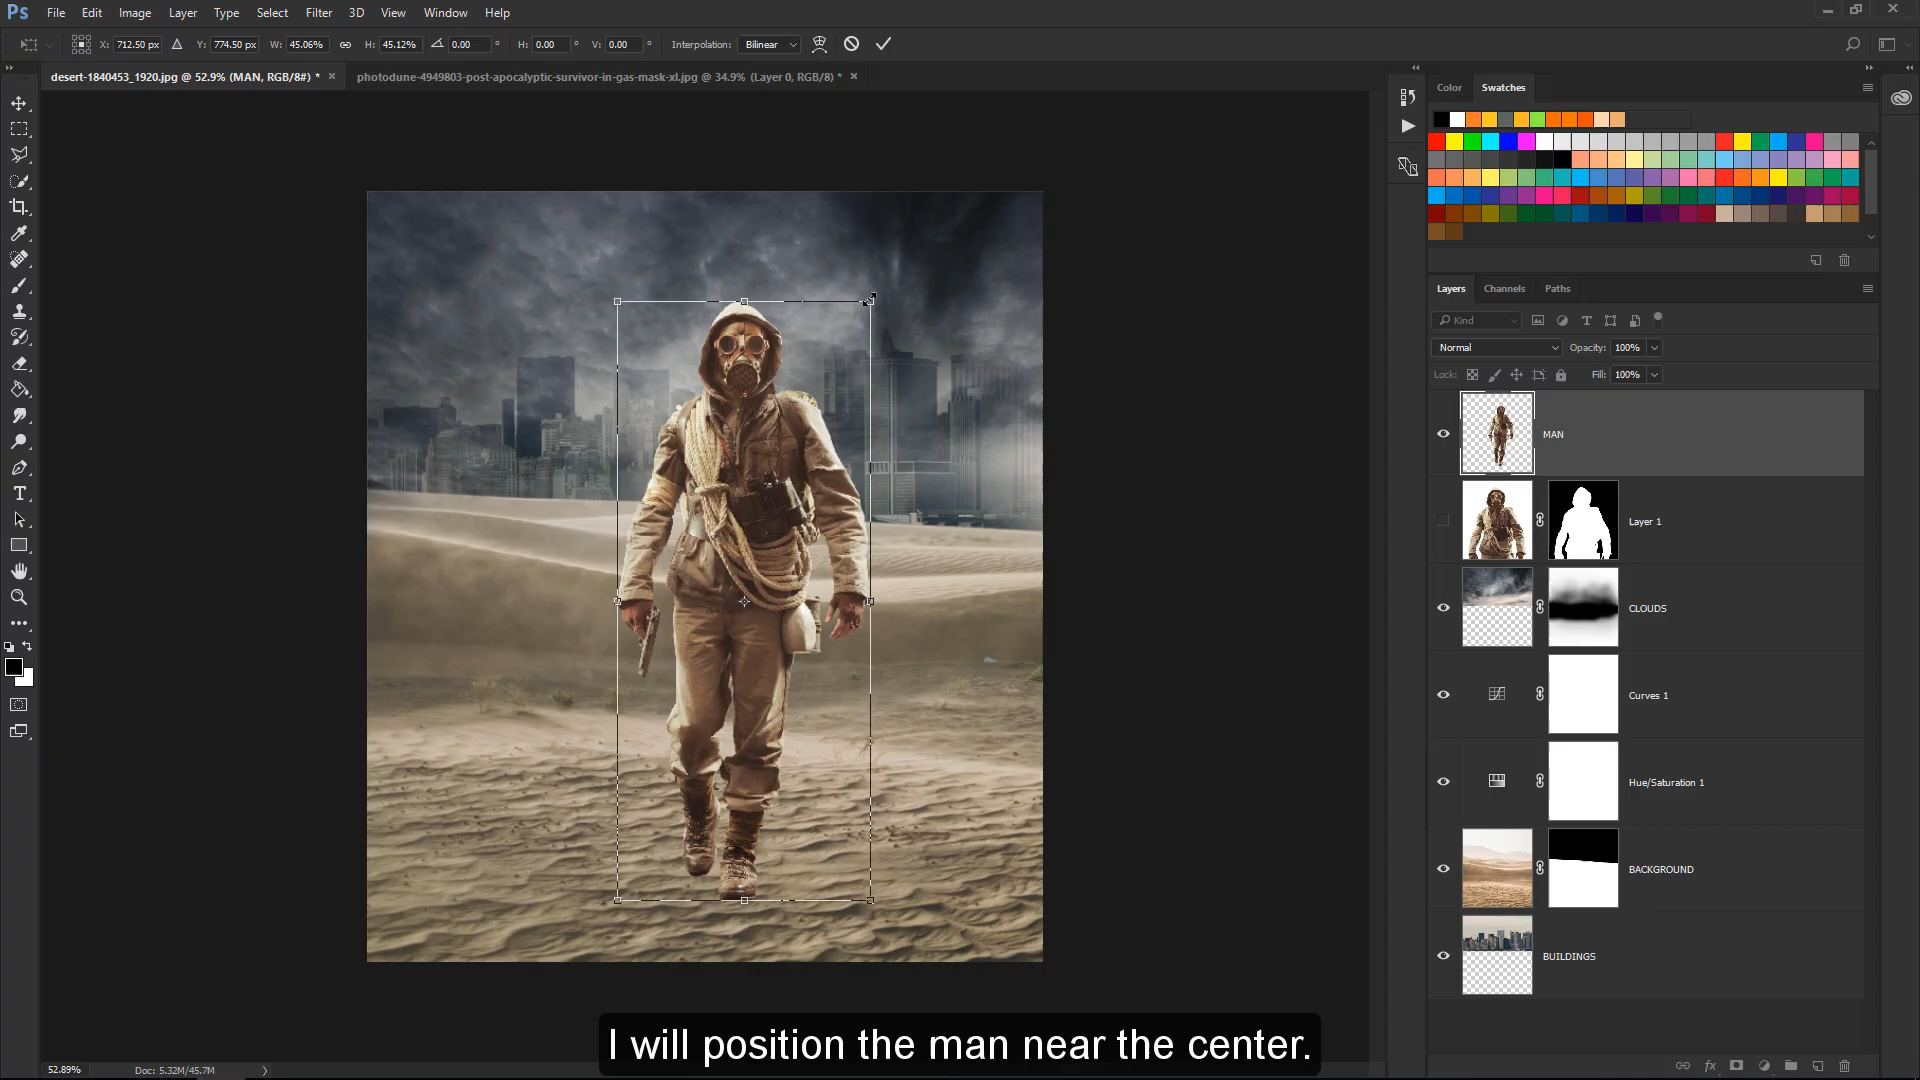 Ps File Edit Image Layer Type Select Filter 3D View Window Help
X: 712.50 px Y: 774.50 px W: 45.06% H: 45.12% 0.00 ° H: 0.00 ° V: 0.00 ° Interpolation: Bilinear
desert-1840453_1920.jpg @ 52.9% (MAN, RGB/8#) * × photodune-4949803-post-apocalyptic-survivor-in-gas-mask-xl.jpg @ 34.9% (Layer 0, RGB/8) * ×
Color Swatches
Layers Channels Paths
Kind
Normal Opacity: 100%
Lock: Fill: 100%
MAN
Layer 1
CLOUDS
Curves 1
Hue/Saturation 1
BACKGROUND
BUILDINGS
I will position the man near the center.
52.89% Doc: 5.32M/45.7M